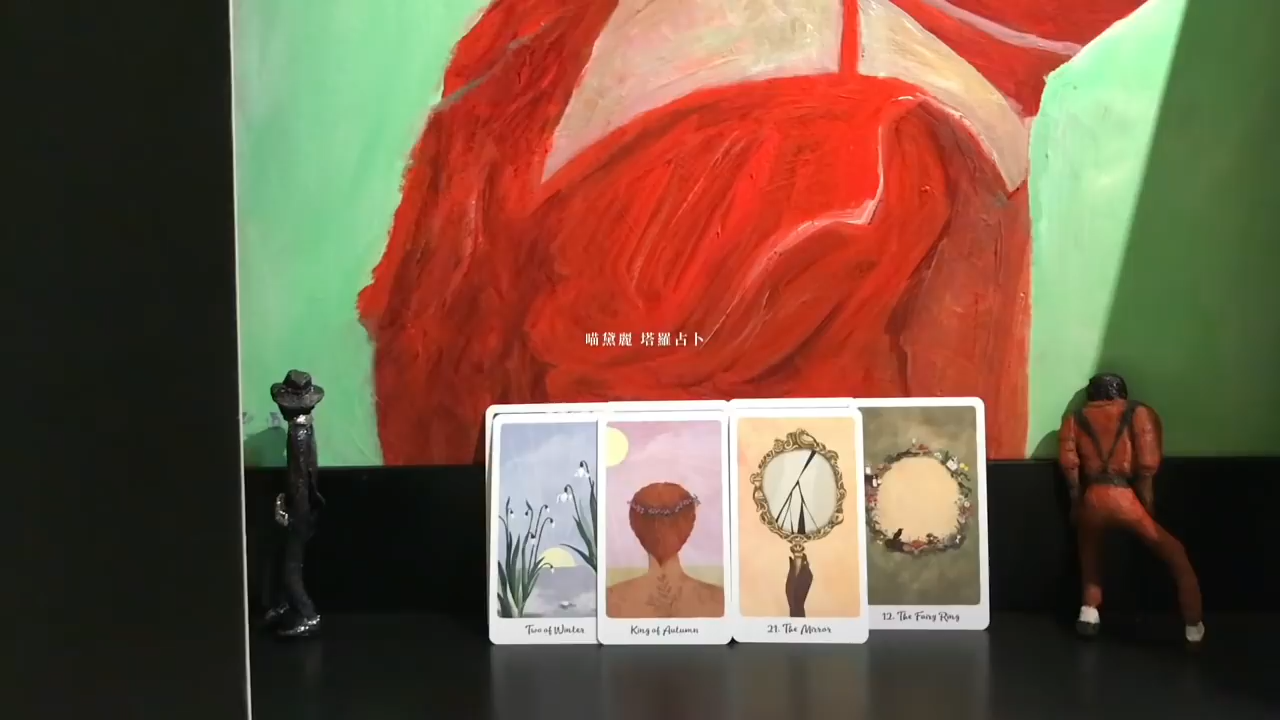 喵黛麗 塔羅占卜
Two of Winter
King of Autumn
21. The Mirror
12. The Fairy Ring